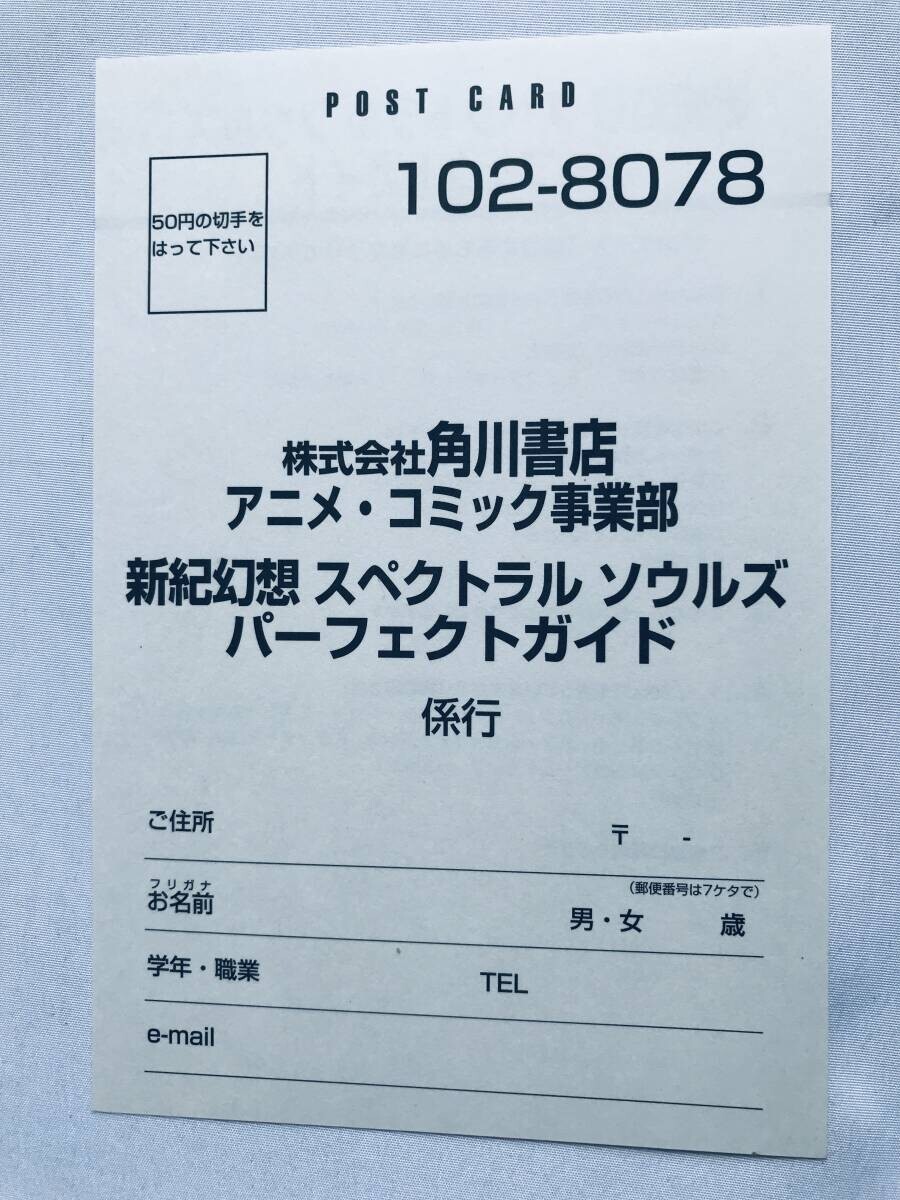 POST CARD
102-8078
50円の切手を
はって下さい
株式会社角川書店
アニメ・コミック事業部
新紀幻想 スペクトラル ソウルズ
パーフェクトガイド
係行
ご住所 〒 -
(郵便番号は7ケタで)
フリガナ
お名前 男・女 歳
学年・職業 TEL
e-mail